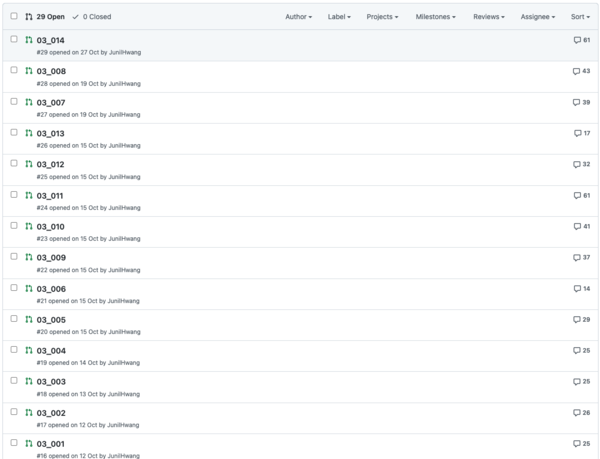 29 Open 0 Closed Author Label Projects Milestones Reviews Assignee Sort
03_014 61
#29 opened on 27 Oct by JunilHwang
03_008 43
#28 opened on 19 Oct by JunilHwang
03_007 39
#27 opened on 19 Oct by JunilHwang
03_013 17
#26 opened on 15 Oct by JunilHwang
03_012 32
#25 opened on 15 Oct by JunilHwang
03_011 61
#24 opened on 15 Oct by JunilHwang
03_010 41
#23 opened on 15 Oct by JunilHwang
03_009 37
#22 opened on 15 Oct by JunilHwang
03_006 14
#21 opened on 15 Oct by JunilHwang
03_005 29
#20 opened on 15 Oct by JunilHwang
03_004 25
#19 opened on 14 Oct by JunilHwang
03_003 25
#18 opened on 13 Oct by JunilHwang
03_002 26
#17 opened on 12 Oct by JunilHwang
03_001 25
#16 opened on 12 Oct by JunilHwang